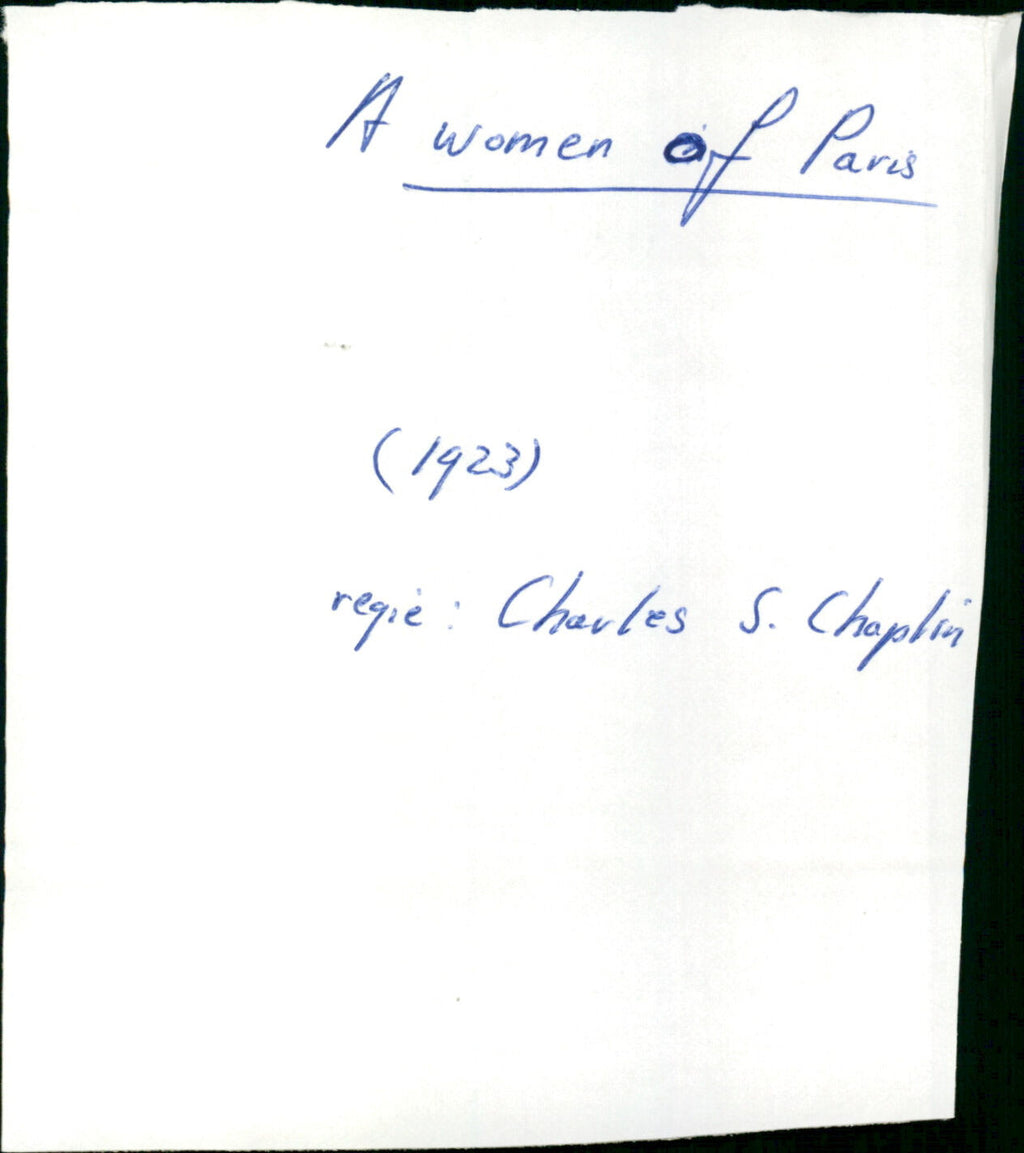 A women of Paris
(1923)
regie: Charles S. Chaplin